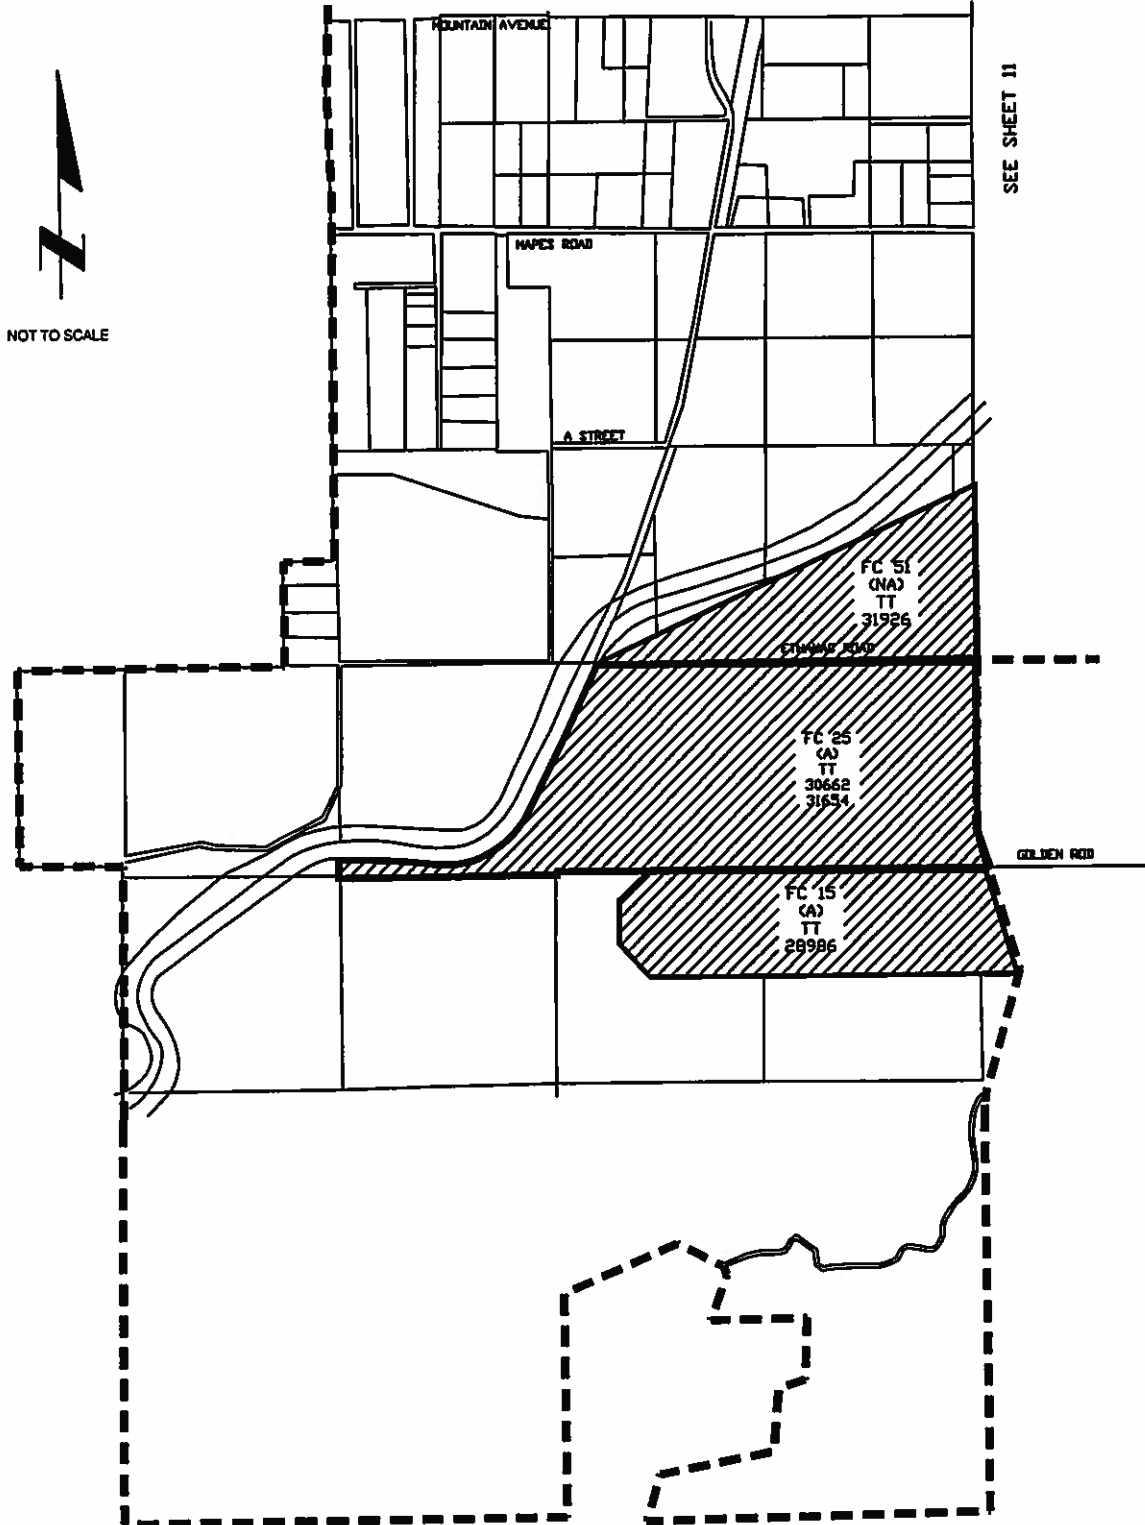 MOUNTAIN AVENUE
SEE SHEET 11
N
MAPES ROAD
NOT TO SCALE
A STREET
FC 51
(NA)
TT
31926
ETHANAC ROAD
FC 25
(A)
TT
30662
31654
GOLDEN ROD
FC 15
(A)
TT
28986